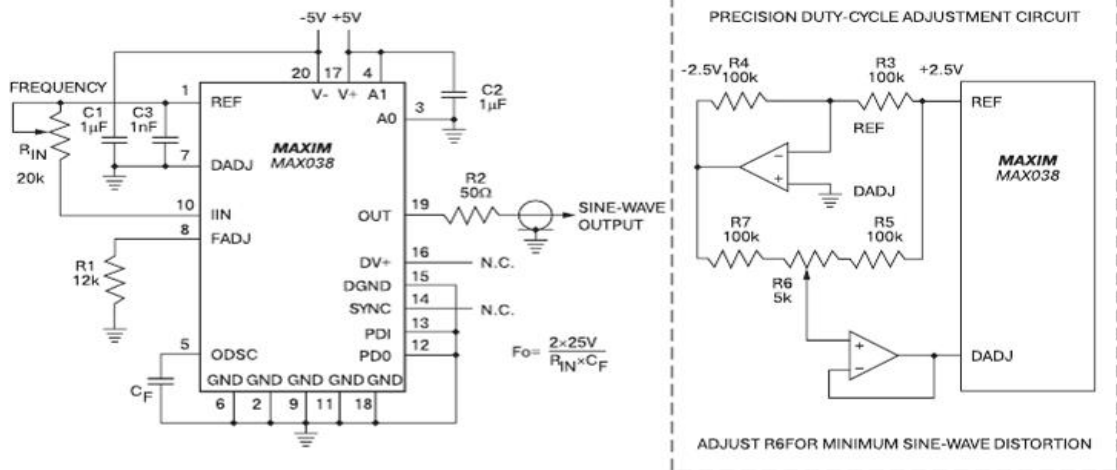 -5V +5V
20 17 4
V- V+ A1
FREQUENCY
1
REF
C1
1μF
C3
1nF
C2
1μF
3
A0
RIN
20k
7
DADJ
MAXIM
MAX038
10
IIN
8
FADJ
R1
12k
R2
50Ω
19
OUT
SINE-WAVE
OUTPUT
16
DV+
N.C.
15
DGND
14
SYNC
N.C.
13
PDI
12
PD0
5
ODSC
CF
GND GND GND GND GND
6 2 9 11 18
Fo= 2×25V
RIN×CF
PRECISION DUTY-CYCLE ADJUSTMENT CIRCUIT
-2.5V
R4
100k
R3
100k
+2.5V
REF
REF
MAXIM
MAX038
-
+
DADJ
R7
100k
R5
100k
R6
5k
+
-
DADJ
ADJUST R6FOR MINIMUM SINE-WAVE DISTORTION